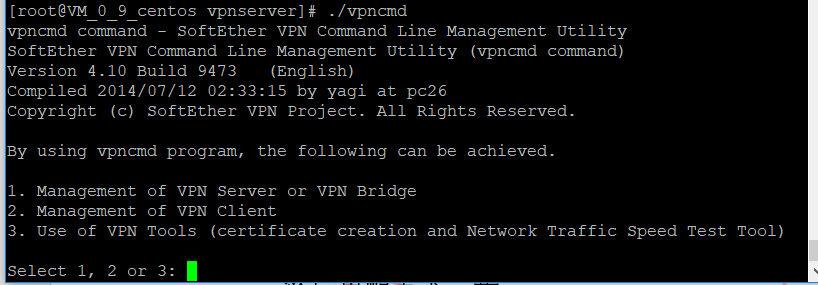 [root@VM_0_9_centos vpnserver]# ./vpncmd
vpncmd command - SoftEther VPN Command Line Management Utility
SoftEther VPN Command Line Management Utility (vpncmd command)
Version 4.10 Build 9473   (English)
Compiled 2014/07/12 02:33:15 by yagi at pc26
Copyright (c) SoftEther VPN Project. All Rights Reserved.
By using vpncmd program, the following can be achieved.
1. Management of VPN Server or VPN Bridge
2. Management of VPN Client
3. Use of VPN Tools (certificate creation and Network Traffic Speed Test Tool)
Select 1, 2 or 3: